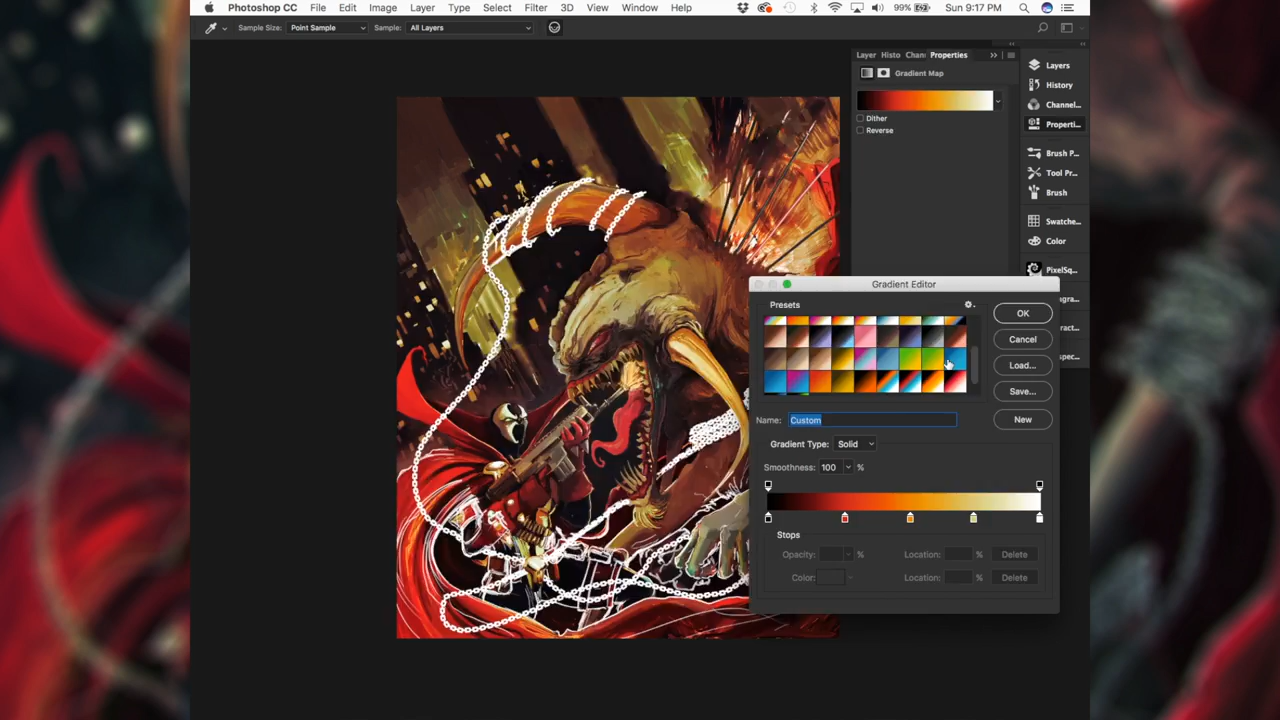 Photoshop CC File Edit Image Layer Type Select Filter 3D View Window Help 99% Sun 9:17 PM
Sample Size: Point Sample Sample: All Layers
Layer Histo Chan Properties
Gradient Map
Dither
Reverse
Layers
History
Channel...
Properti...
Brush P...
Tool Pr...
Brush
Swatche...
Color
PixelSq...
Gradient Editor
Presets
OK
Cancel
Load...
Save...
Name: Custom
New
Gradient Type: Solid
Smoothness: 100 %
Stops
Opacity: % Location: % Delete
Color: Location: % Delete